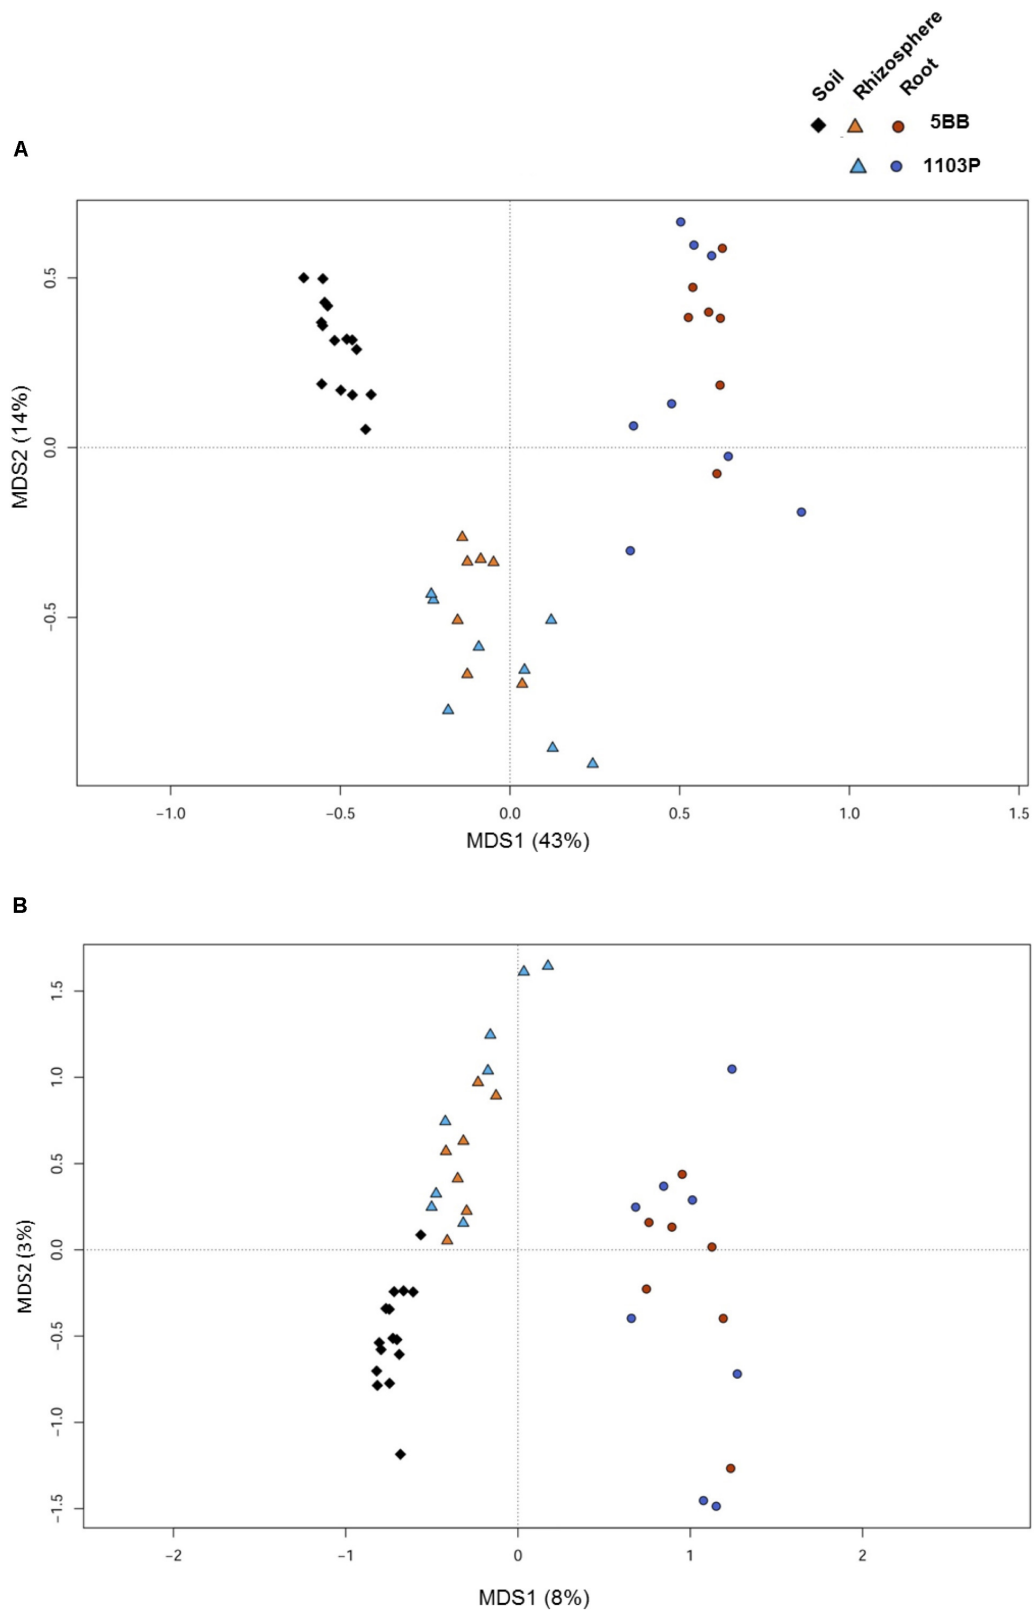 Soil Rhizosphere Root
5BB
1103P
A
0.5
0.0
−0.5
MDS2 (14%)
−1.0 −0.5 0.0 0.5 1.0 1.5
MDS1 (43%)
B
1.5
1.0
0.5
0.0
−0.5
−1.0
−1.5
MDS2 (3%)
−2 −1 0 1 2
MDS1 (8%)